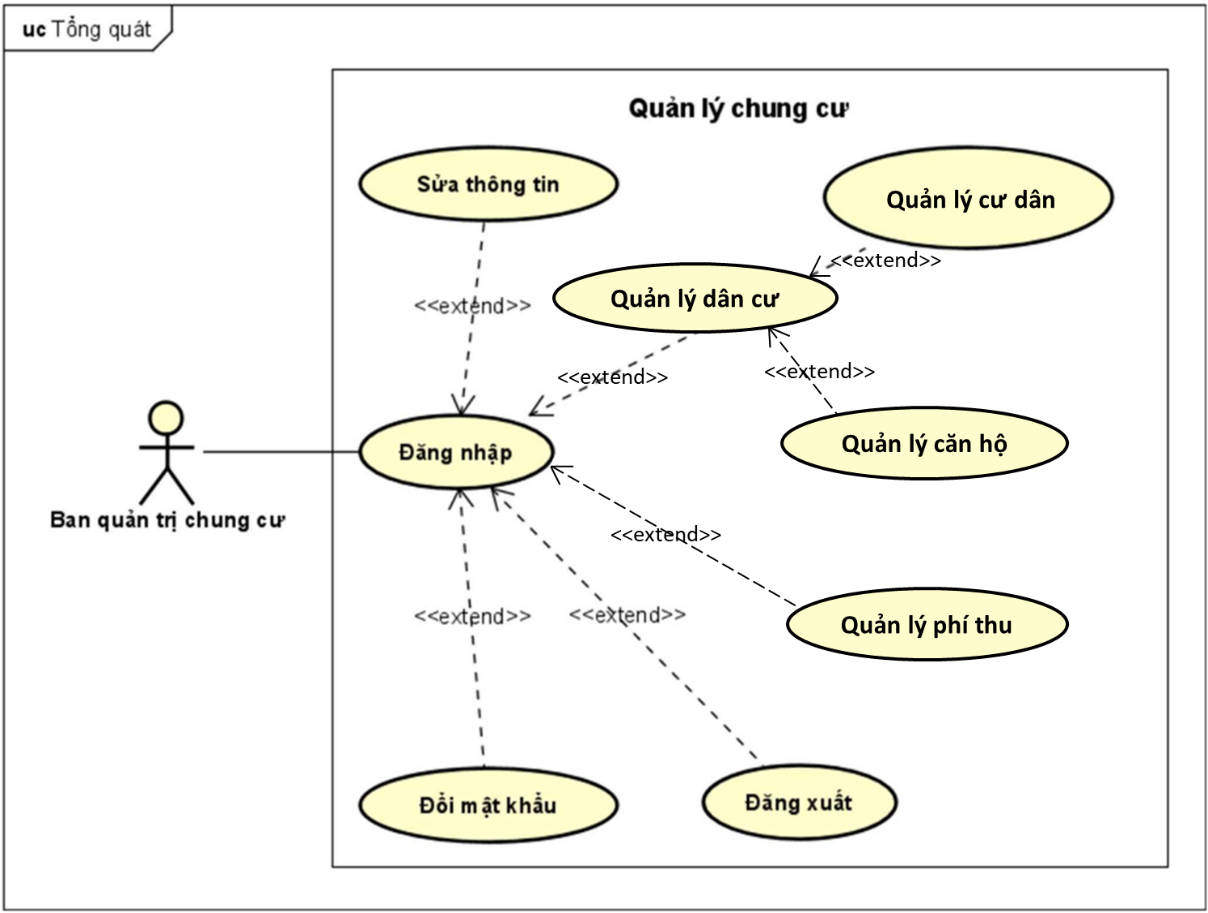 uc Tổng quát
Quản lý chung cư
Sửa thông tin
Quản lý cư dân
<<extend>>
Quản lý dân cư
<<extend>>
<<extend>>
<<extend>>
Đăng nhập
Quản lý căn hộ
Ban quản trị chung cư
<<extend>>
<<extend>>
<<extend>>
Quản lý phí thu
Đổi mật khẩu
Đăng xuất